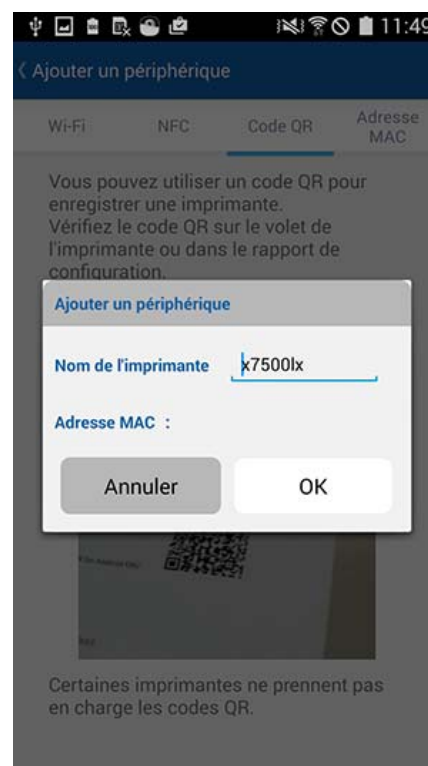 11:49
Ajouter un périphérique
Wi-Fi
NFC
Code QR
Adresse
MAC
Vous pouvez utiliser un code QR pour
enregistrer une imprimante.
Vérifiez le code QR sur le volet de
l'imprimante ou dans le rapport de
configuration.
Ajouter un périphérique
Nom de l'imprimante
x7500lx
Adresse MAC :
Annuler
OK
Certaines imprimantes ne prennent pas
en charge les codes QR.